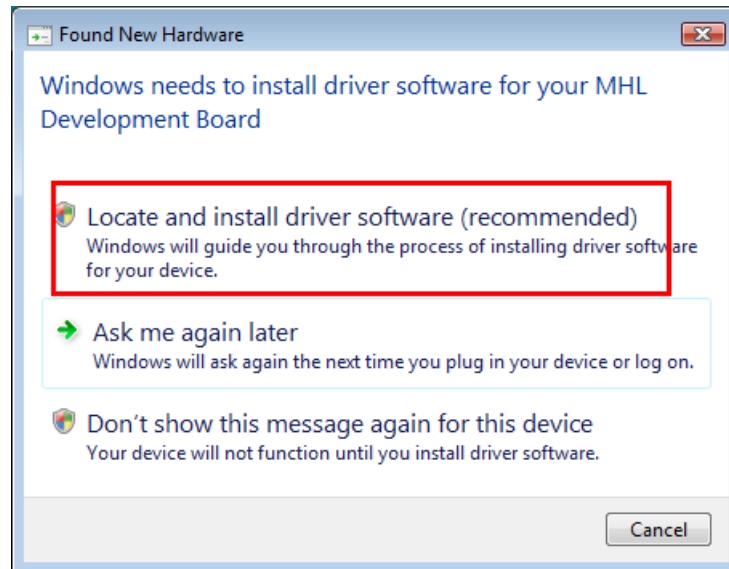 Found New Hardware
Windows needs to install driver software for your MHL
Development Board
Locate and install driver software (recommended)
Windows will guide you through the process of installing driver software
for your device.
Ask me again later
Windows will ask again the next time you plug in your device or log on.
Don't show this message again for this device
Your device will not function until you install driver software.
Cancel